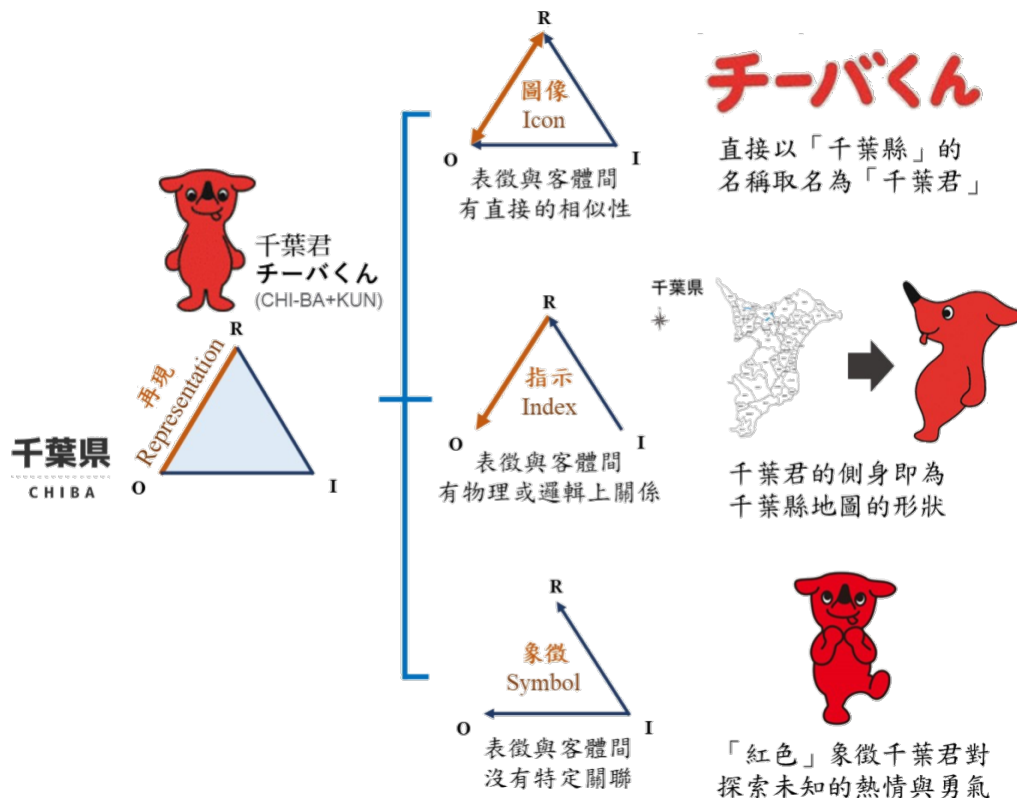 千葉君
チーバくん
(CHI-BA+KUN)
R
再現
Representation
千葉県
CHIBA
O
I
R
圖像
Icon
O
I
表徵與客體間
有直接的相似性
チーバくん
直接以「千葉縣」的
名稱取名為「千葉君」
R
指示
Index
O
I
表徵與客體間
有物理或邏輯上關係
千葉県
千葉君的側身即為
千葉縣地圖的形狀
R
象徵
Symbol
O
I
表徵與客體間
沒有特定關聯
「紅色」象徵千葉君對
探索未知的熱情與勇氣